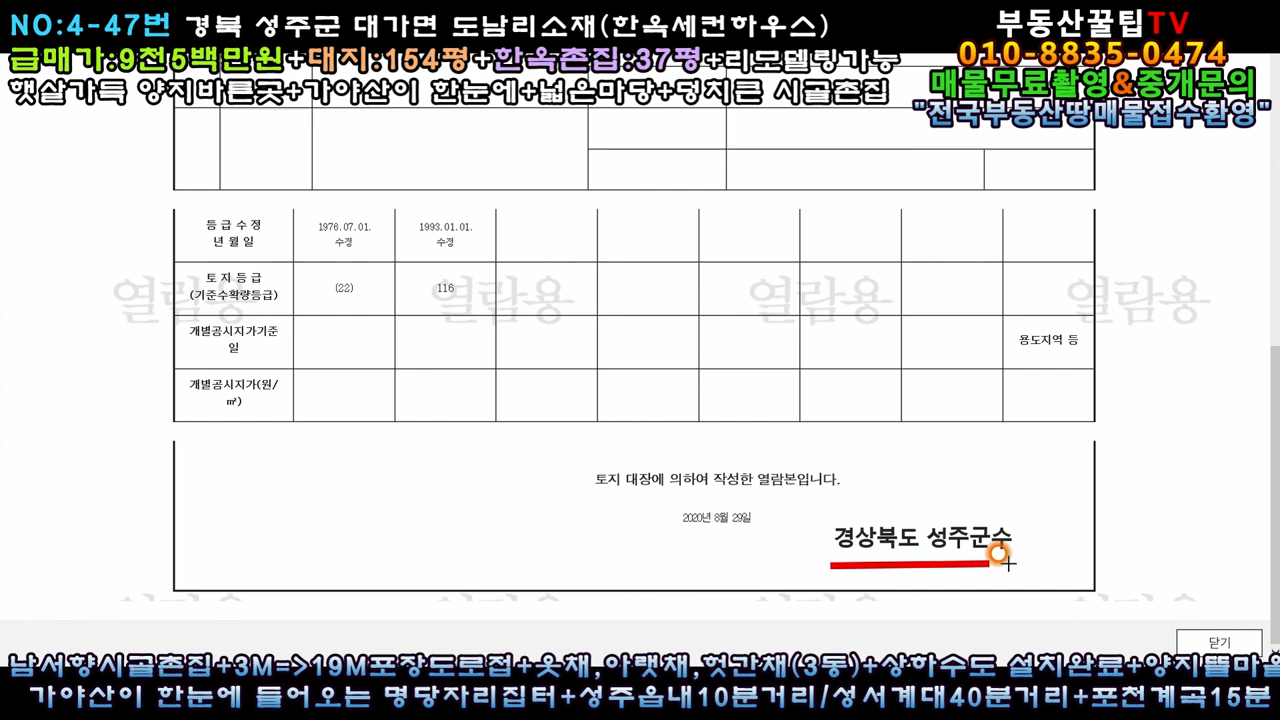 NO:4-47번 경북 성주군 대가면 도남리소재(한옥세컨하우스)
급매가:9천5백만원+대지:154평+한옥촌집:37평+리모델링가능
햇살가득 양지바른곳+가야산이 한눈에+넓은마당+덩치큰 시골촌집
부동산꿀팁TV
010-8835-0474
매물무료촬영&중개문의
"전국부동산땅매물접수환영"
등 급 수 정
년 월 일
1976.07.01.
수정
1993.01.01.
수정
토 지 등 급
(기준수확량등급)
(22)
116
열람용 열람용 열람용 열람용
개별공시지가기준
일
용도지역 등
개별공시지가(원/
㎡)
토지 대장에 의하여 작성한 열람본입니다.
2020년 8월 29일
경상북도 성주군수
닫기
남서향시골촌집+3M=>19M포장도로접+옷채,아랫채,헛간채(3동)+상하수도 설치완료+양지뜰마을
가야산이 한눈에 들어오는 명당자리집터+성주읍내10분거리/성서계대40분거리+포천계곡15분